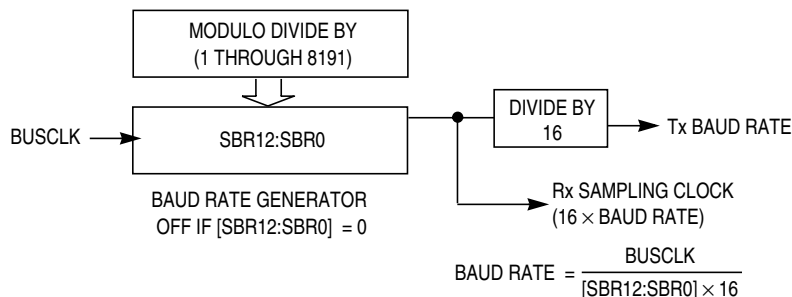 MODULO DIVIDE BY
(1 THROUGH 8191)
BUSCLK
SBR12:SBR0
DIVIDE BY
16
Tx BAUD RATE
BAUD RATE GENERATOR
OFF IF [SBR12:SBR0] = 0
Rx SAMPLING CLOCK
(16 × BAUD RATE)
BAUD RATE =
BUSCLK
[SBR12:SBR0] × 16